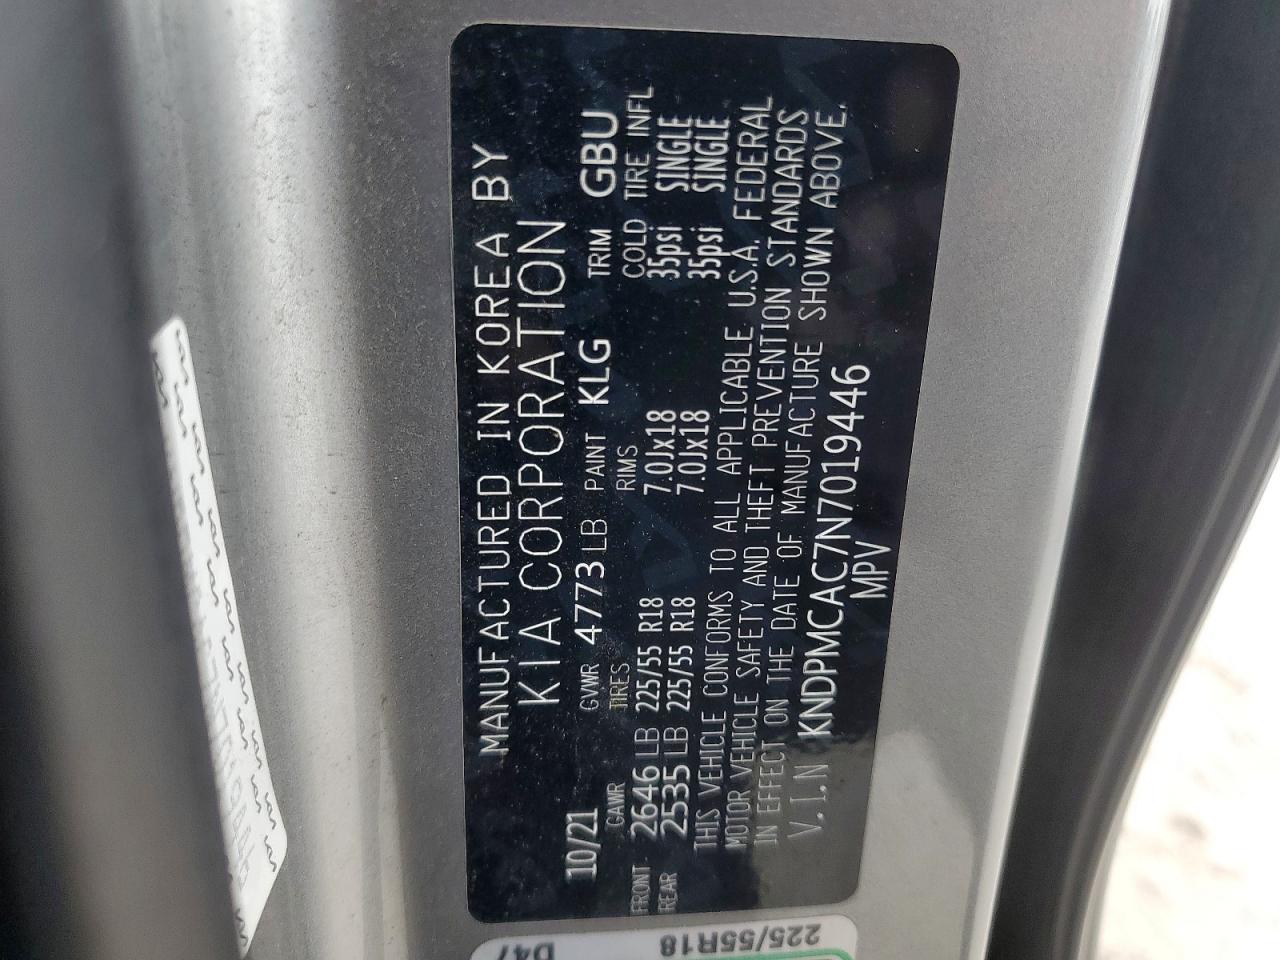 MANUFACTURED IN KOREA BY
KIA CORPORATION
10/21 GVWR 4773 LB PAINT KLG TRIM GBU
GAWR TIRES RIMS COLD TIRE INFL
FRONT 2646 LB 225/55 R18 7.0Jx18 35psi SINGLE
REAR 2535 LB 225/55 R18 7.0Jx18 35psi SINGLE
THIS VEHICLE CONFORMS TO ALL APPLICABLE U.S.A. FEDERAL
MOTOR VEHICLE SAFETY AND THEFT PREVENTION STANDARDS
IN EFFECT ON THE DATE OF MANUFACTURE SHOWN ABOVE.
V.I.N KNDPMCAC7N7019446
MPV
D47
225/55R18